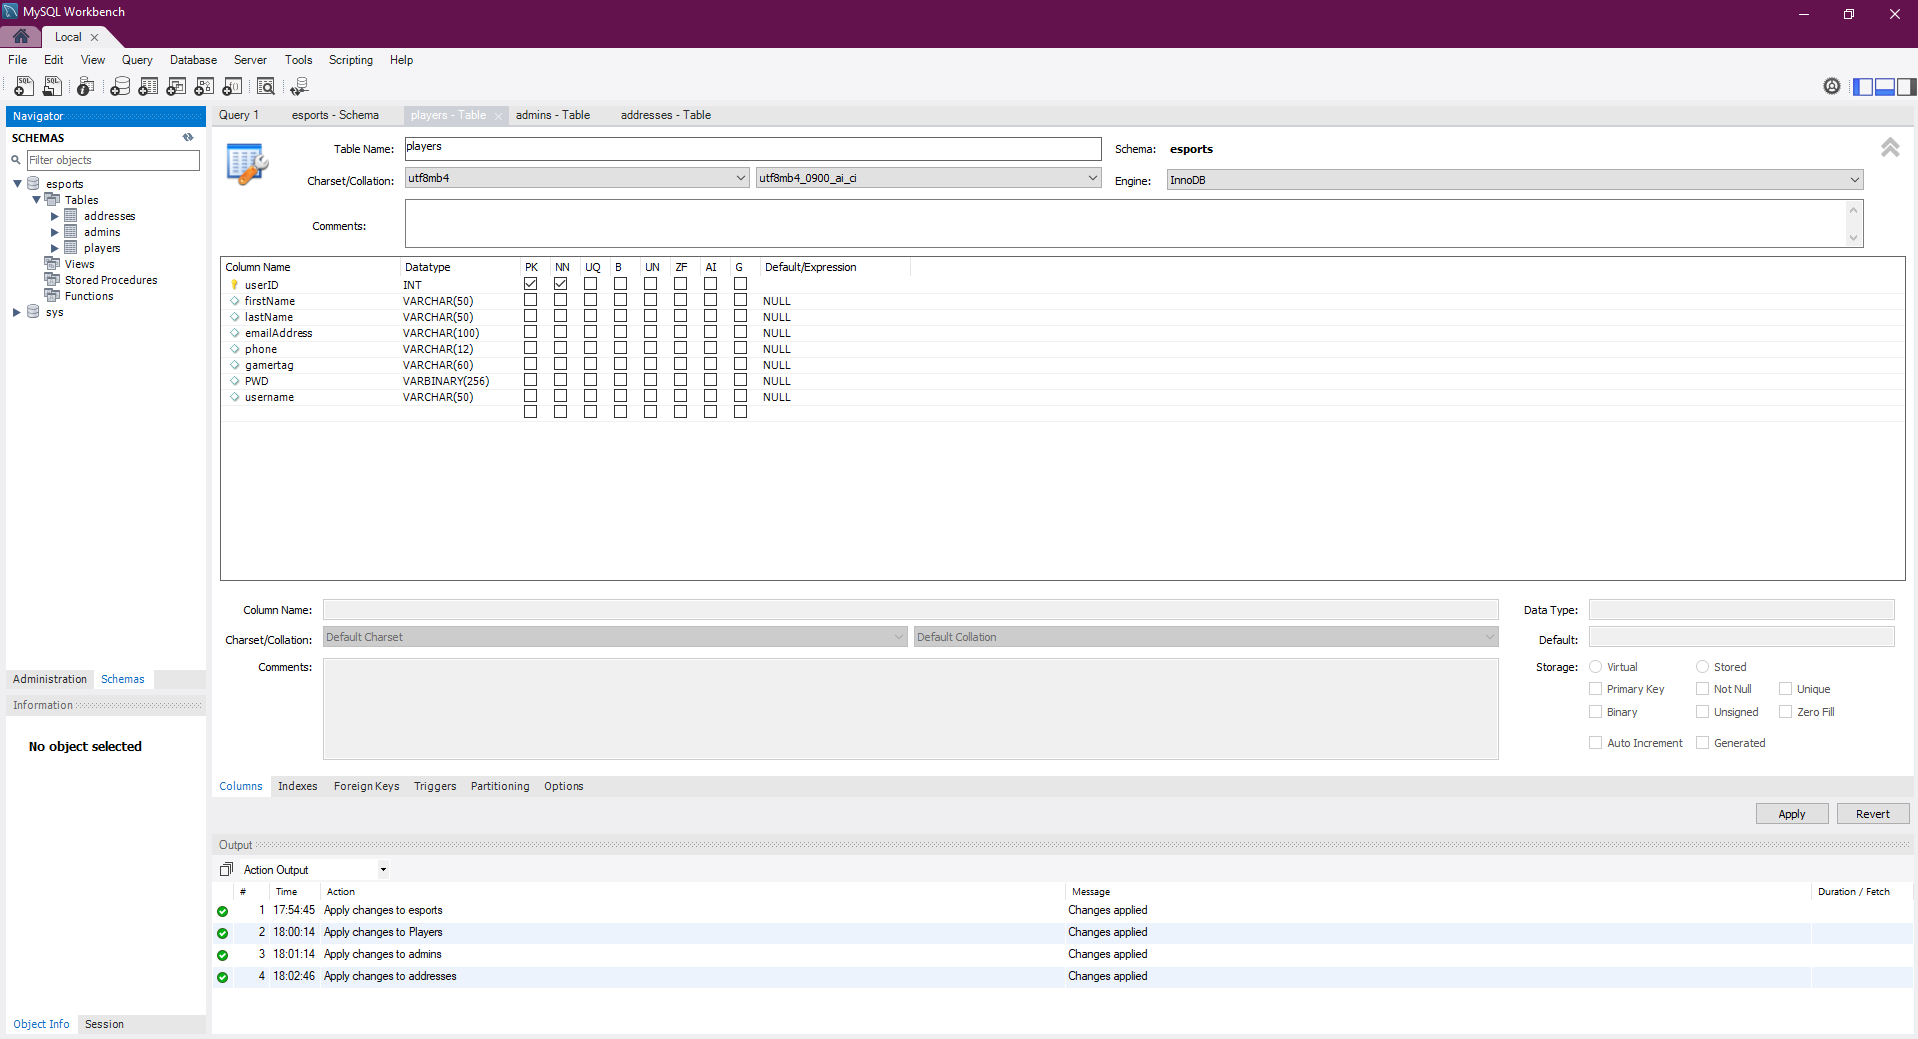 MySQL Workbench
Local
File Edit View Query Database Server Tools Scripting Help
Navigator
SCHEMAS
Filter objects
esports
Tables
addresses
admins
players
Views
Stored Procedures
Functions
sys
Administration Schemas
Information
No object selected
Object Info Session
Query 1 esports - Schema players - Table admins - Table addresses - Table
Table Name: players Schema: esports
Charset/Collation: utf8mb4 utf8mb4_0900_ai_ci Engine: InnoDB
Comments:
Column Name Datatype PK NN UQ B UN ZF AI G Default/Expression
userID INT
firstName VARCHAR(50) NULL
lastName VARCHAR(50) NULL
emailAddress VARCHAR(100) NULL
phone VARCHAR(12) NULL
gamertag VARCHAR(60) NULL
PWD VARBINARY(256) NULL
username VARCHAR(50) NULL
Column Name: Data Type:
Charset/Collation: Default Charset Default Collation Default:
Comments: Storage: Virtual Stored
Primary Key Not Null Unique
Binary Unsigned Zero Fill
Auto Increment Generated
Columns Indexes Foreign Keys Triggers Partitioning Options
Apply Revert
Output
Action Output
# Time Action Message Duration / Fetch
1 17:54:45 Apply changes to esports Changes applied
2 18:00:14 Apply changes to Players Changes applied
3 18:01:14 Apply changes to admins Changes applied
4 18:02:46 Apply changes to addresses Changes applied